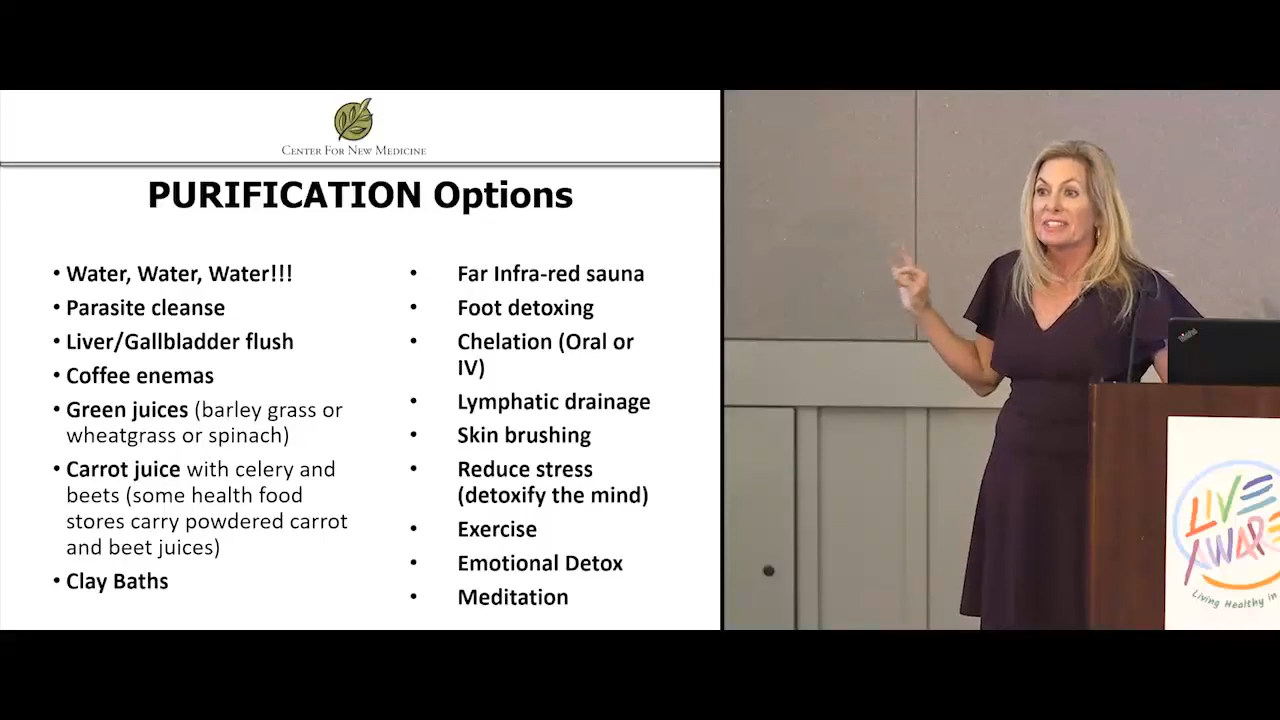 CENTER FOR NEW MEDICINE
PURIFICATION Options
• Water, Water, Water!!!
• Parasite cleanse
• Liver/Gallbladder flush
• Coffee enemas
• Green juices (barley grass or
wheatgrass or spinach)
• Carrot juice with celery and
beets (some health food
stores carry powdered carrot
and beet juices)
• Clay Baths
• Far Infra-red sauna
• Foot detoxing
• Chelation (Oral or
IV)
• Lymphatic drainage
• Skin brushing
• Reduce stress
(detoxify the mind)
• Exercise
• Emotional Detox
• Meditation
ThinkPad
LIVE
AWARE
Living Healthy in